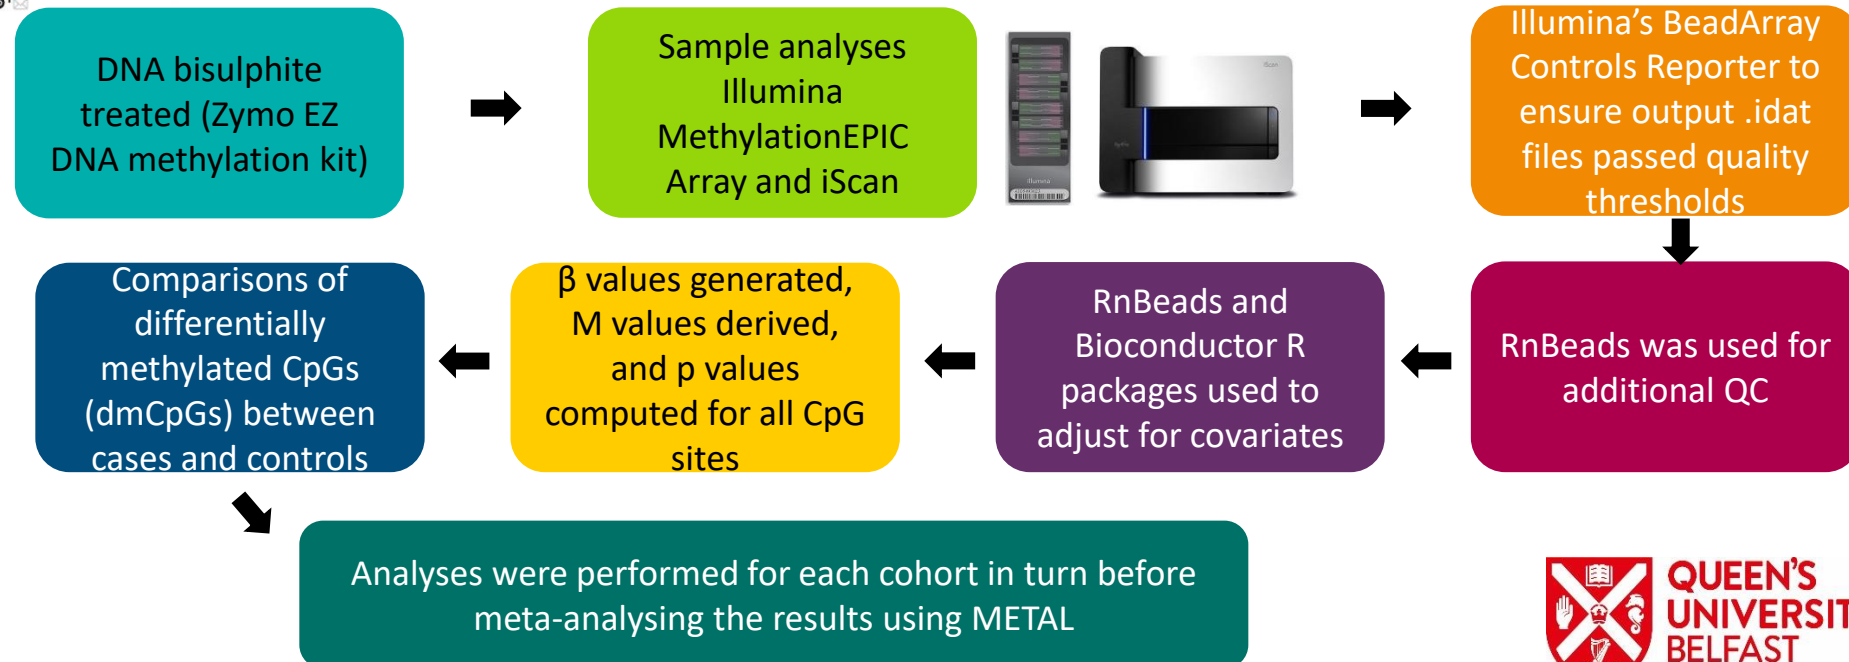 DNA bisulphite
treated (Zymo EZ
DNA methylation kit)
Sample analyses
Illumina
MethylationEPIC
Array and iScan
illumina
iScan
Illumina’s BeadArray
Controls Reporter to
ensure output .idat
files passed quality
thresholds
Comparisons of
differentially
methylated CpGs
(dmCpGs) between
cases and controls
β values generated,
M values derived,
and p values
computed for all CpG
sites
RnBeads and
Bioconductor R
packages used to
adjust for covariates
RnBeads was used for
additional QC
Analyses were performed for each cohort in turn before
meta-analysing the results using METAL
QUEEN'S
UNIVERSIT
BELFAST